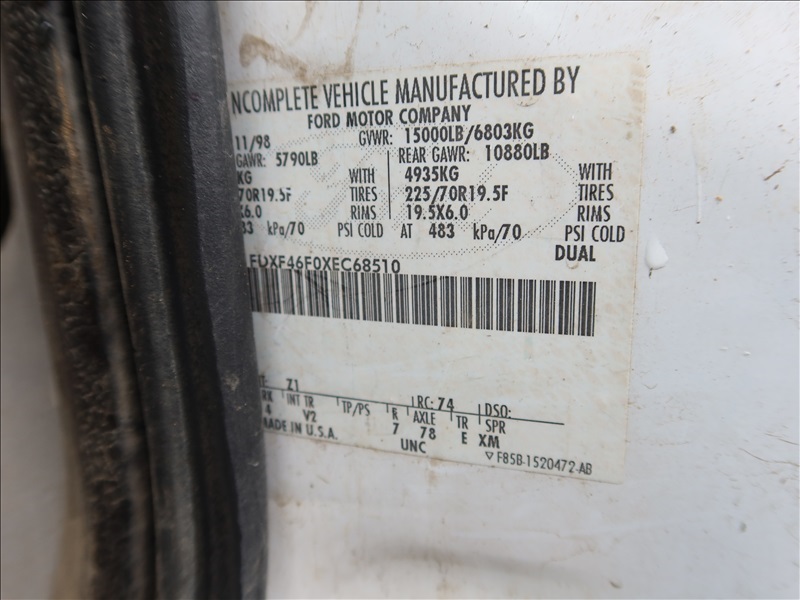 NCOMPLETE VEHICLE MANUFACTURED BY
FORD MOTOR COMPANY
11/98 GVWR: 15000LB/6803KG
GAWR: 5790LB REAR GAWR: 10880LB
KG WITH 4935KG WITH
70R19.5F TIRES 225/70R19.5F TIRES
X6.0 RIMS 19.5X6.0 RIMS
83 kPa/70 PSI COLD AT 483 kPa/70 PSI COLD
DUAL
FDXF46F0XEC68510
T: Z1 RC: 74 DSO:
RK INT TR TP/PS R AXLE TR SPR
4 V2 7 78 E XM
MADE IN U.S.A. UNC
F85B-1520472-AB